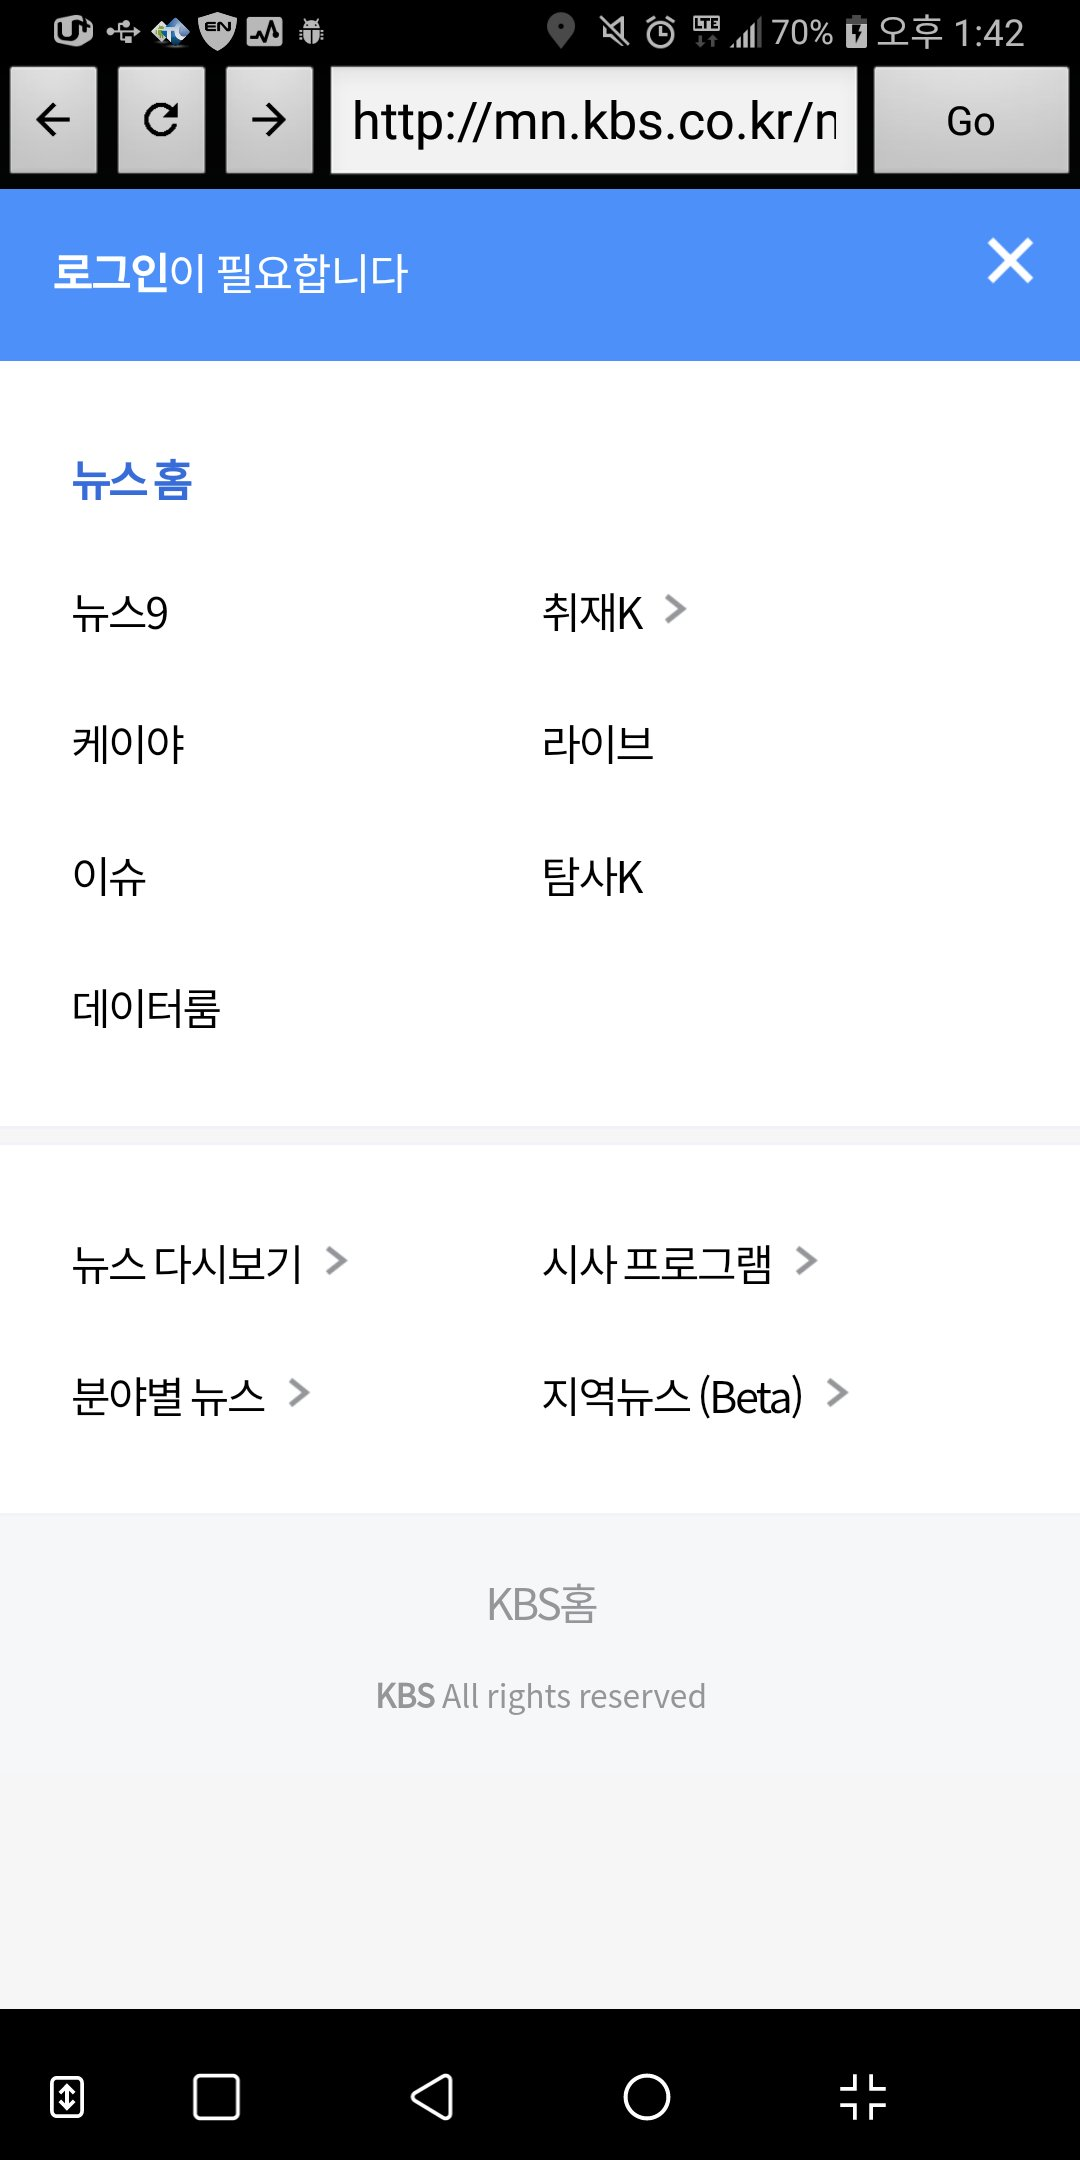 EN
LTE
70%
오후 1:42
http://mn.kbs.co.kr/n
Go
로그인이 필요합니다
뉴스 홈
뉴스9
취재K
케이야
라이브
이슈
탐사K
데이터룸
뉴스 다시보기
시사 프로그램
분야별 뉴스
지역뉴스 (Beta)
KBS홈
KBS All rights reserved